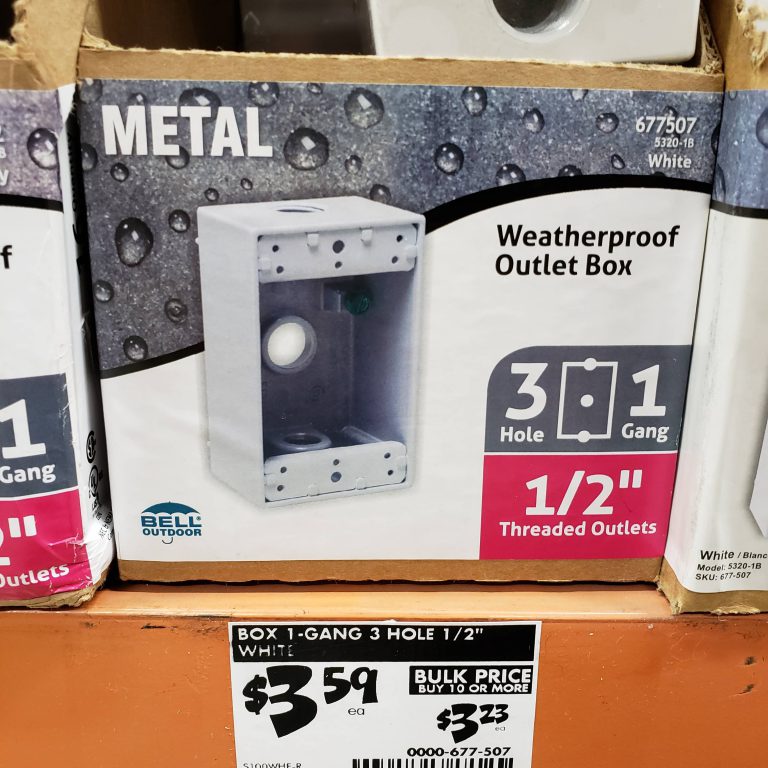 METAL
677507
5320-1B
White
Weatherproof
Outlet Box
3
Hole
1
Gang
1/2"
Threaded Outlets
BELL
OUTDOOR
1
Gang
Outlets
White / Blanc
Model: 5320-1B
SKU: 677-507
BOX 1-GANG 3 HOLE 1/2"
WHITE
$3 59
ea
BULK PRICE
BUY 10 OR MORE
$3 23
ea
0000-677-507